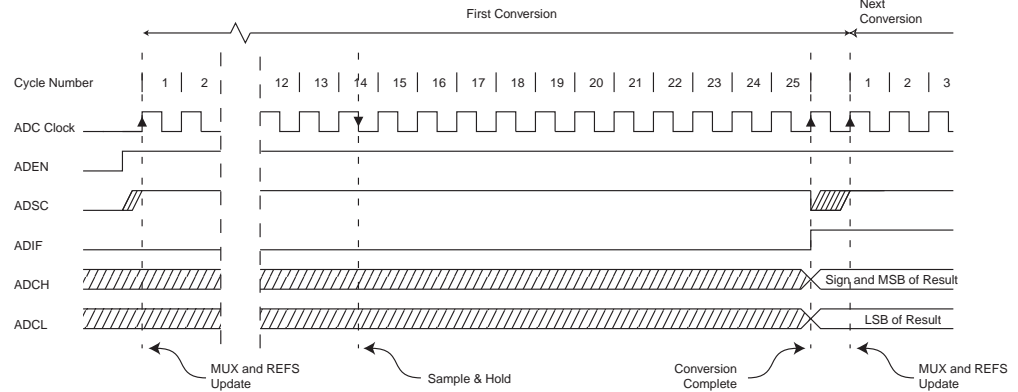 Next
Conversion
First Conversion
Cycle Number 1 2 12 13 14 15 16 17 18 19 20 21 22 23 24 25 1 2 3
ADC Clock
ADEN
ADSC
ADIF
ADCH Sign and MSB of Result
ADCL LSB of Result
MUX and REFS
Update
Sample & Hold
Conversion
Complete
MUX and REFS
Update